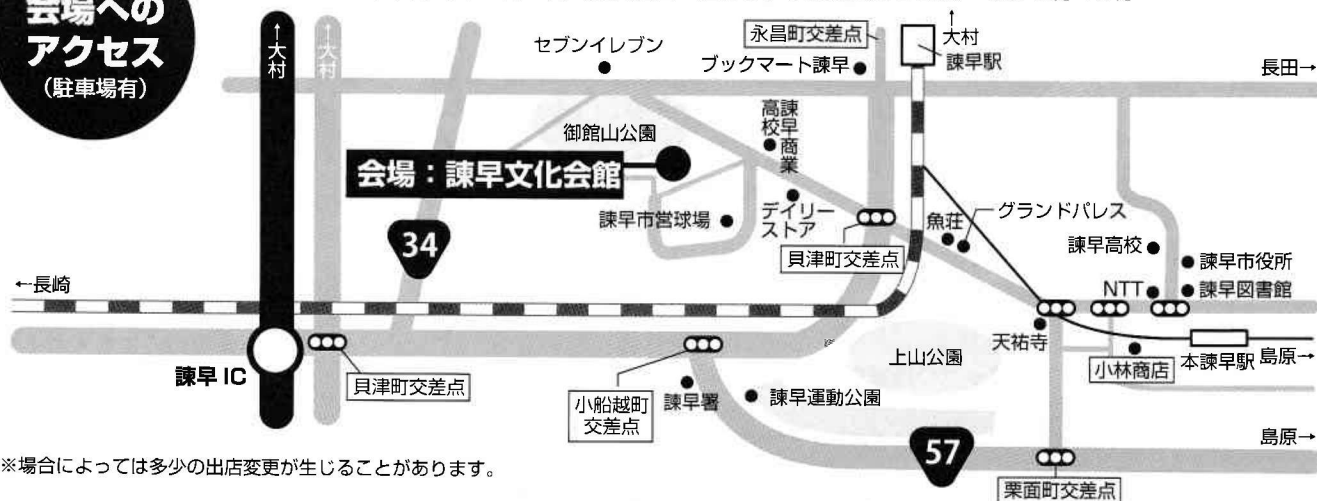 会場への
アクセス
(駐車場有)
↑大村
↑大村
セブンイレブン
永昌町交差点
ブックマート諫早
↑
大村
諫早駅
長田→
御館山公園
諫早商業
高校
会場:諫早文化会館
諫早市営球場
デイリー
ストア
貝津町交差点
魚荘
グランドパレス
諫早高校
諫早市役所
NTT
諫早図書館
34
←長崎
諫早IC
貝津町交差点
小船越町
交差点
諫早署
諫早運動公園
上山公園
天祐寺
小林商店
本諫早駅
島原→
57
島原→
栗面町交差点
※場合によっては多少の出店変更が生じることがあります。